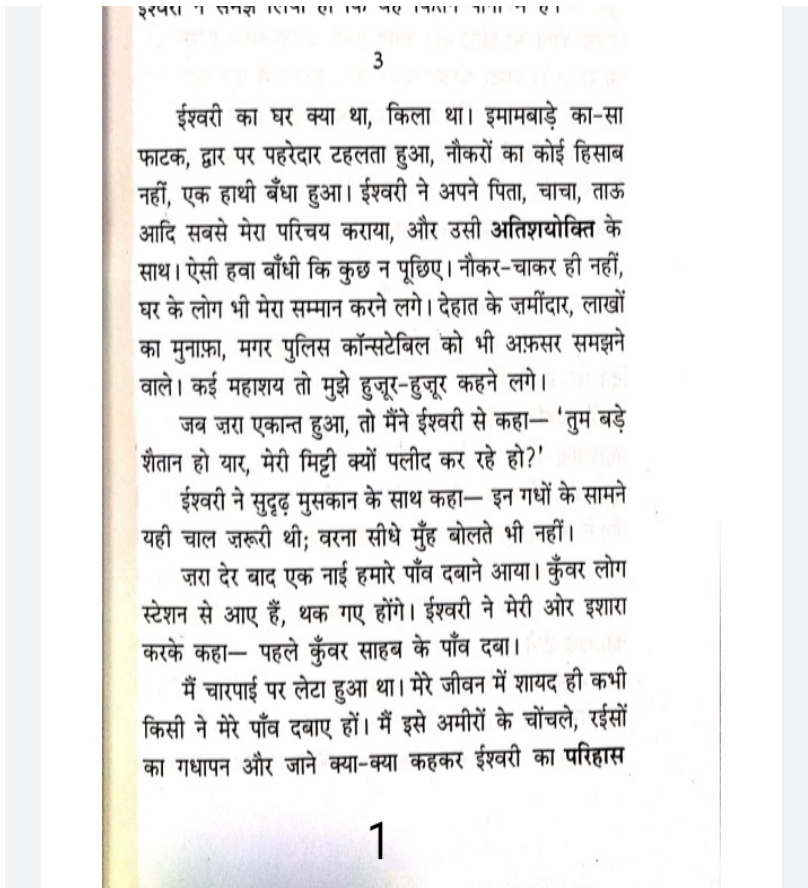 ईश्वरी ने समझ लिया हो कि यह कितने पानी में है।
3
ईश्वरी का घर क्या था, किला था। इमामबाड़े का-सा
फाटक, द्वार पर पहरेदार टहलता हुआ, नौकरों का कोई हिसाब
नहीं, एक हाथी बँधा हुआ। ईश्वरी ने अपने पिता, चाचा, ताऊ
आदि सबसे मेरा परिचय कराया, और उसी अतिशयोक्ति के
साथ। ऐसी हवा बाँधी कि कुछ न पूछिए। नौकर-चाकर ही नहीं,
घर के लोग भी मेरा सम्मान करने लगे। देहात के ज़मींदार, लाखों
का मुनाफ़ा, मगर पुलिस कॉन्सटेबिल को भी अफ़सर समझने
वाले। कई महाशय तो मुझे हुज़ूर-हुज़ूर कहने लगे।
जब ज़रा एकान्त हुआ, तो मैंने ईश्वरी से कहा— 'तुम बड़े
शैतान हो यार, मेरी मिट्टी क्यों पलीद कर रहे हो?'
ईश्वरी ने सुदृढ़ मुसकान के साथ कहा— इन गधों के सामने
यही चाल ज़रूरी थी; वरना सीधे मुँह बोलते भी नहीं।
ज़रा देर बाद एक नाई हमारे पाँव दबाने आया। कुँवर लोग
स्टेशन से आए हैं, थक गए होंगे। ईश्वरी ने मेरी ओर इशारा
करके कहा— पहले कुँवर साहब के पाँव दबा।
मैं चारपाई पर लेटा हुआ था। मेरे जीवन में शायद ही कभी
किसी ने मेरे पाँव दबाए हों। मैं इसे अमीरों के चोंचले, रईसों
का गधापन और जाने क्या-क्या कहकर ईश्वरी का परिहास
1